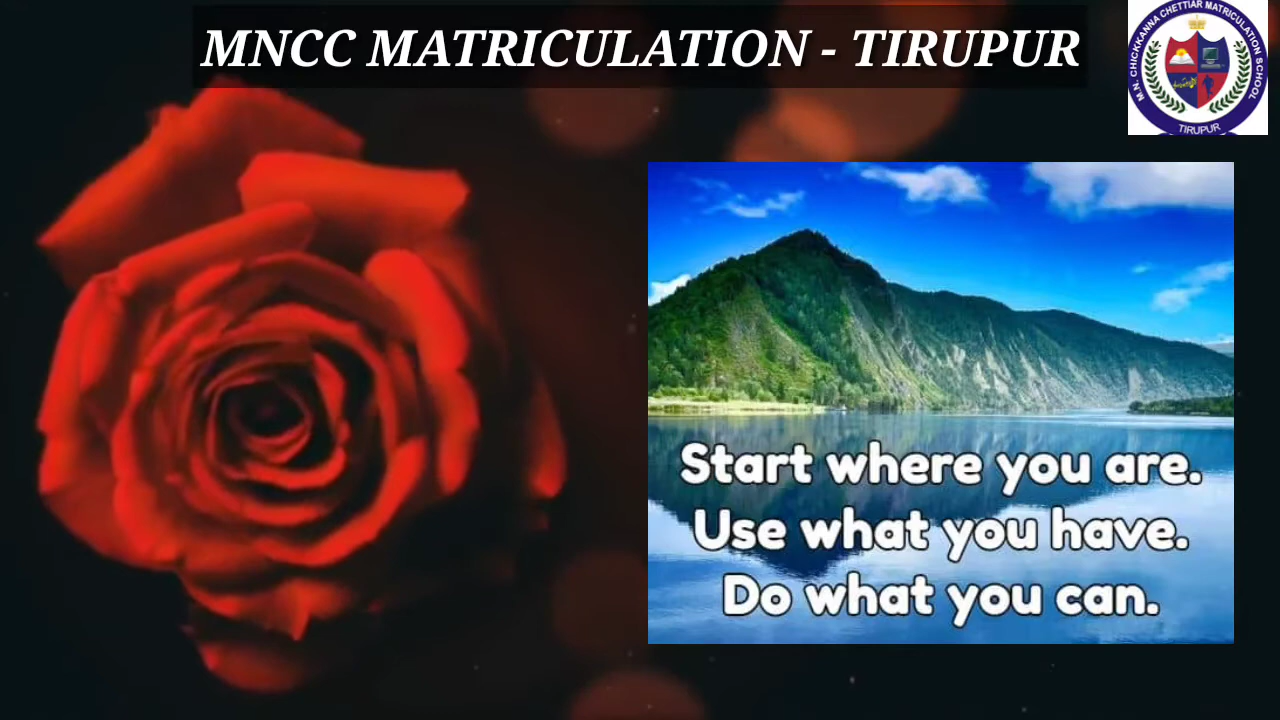 MNCC MATRICULATION - TIRUPUR
M.N. CHICKKANNA CHETTIAR MATRICULATION SCHOOL
TIRUPUR
Start where you are.
Use what you have.
Do what you can.